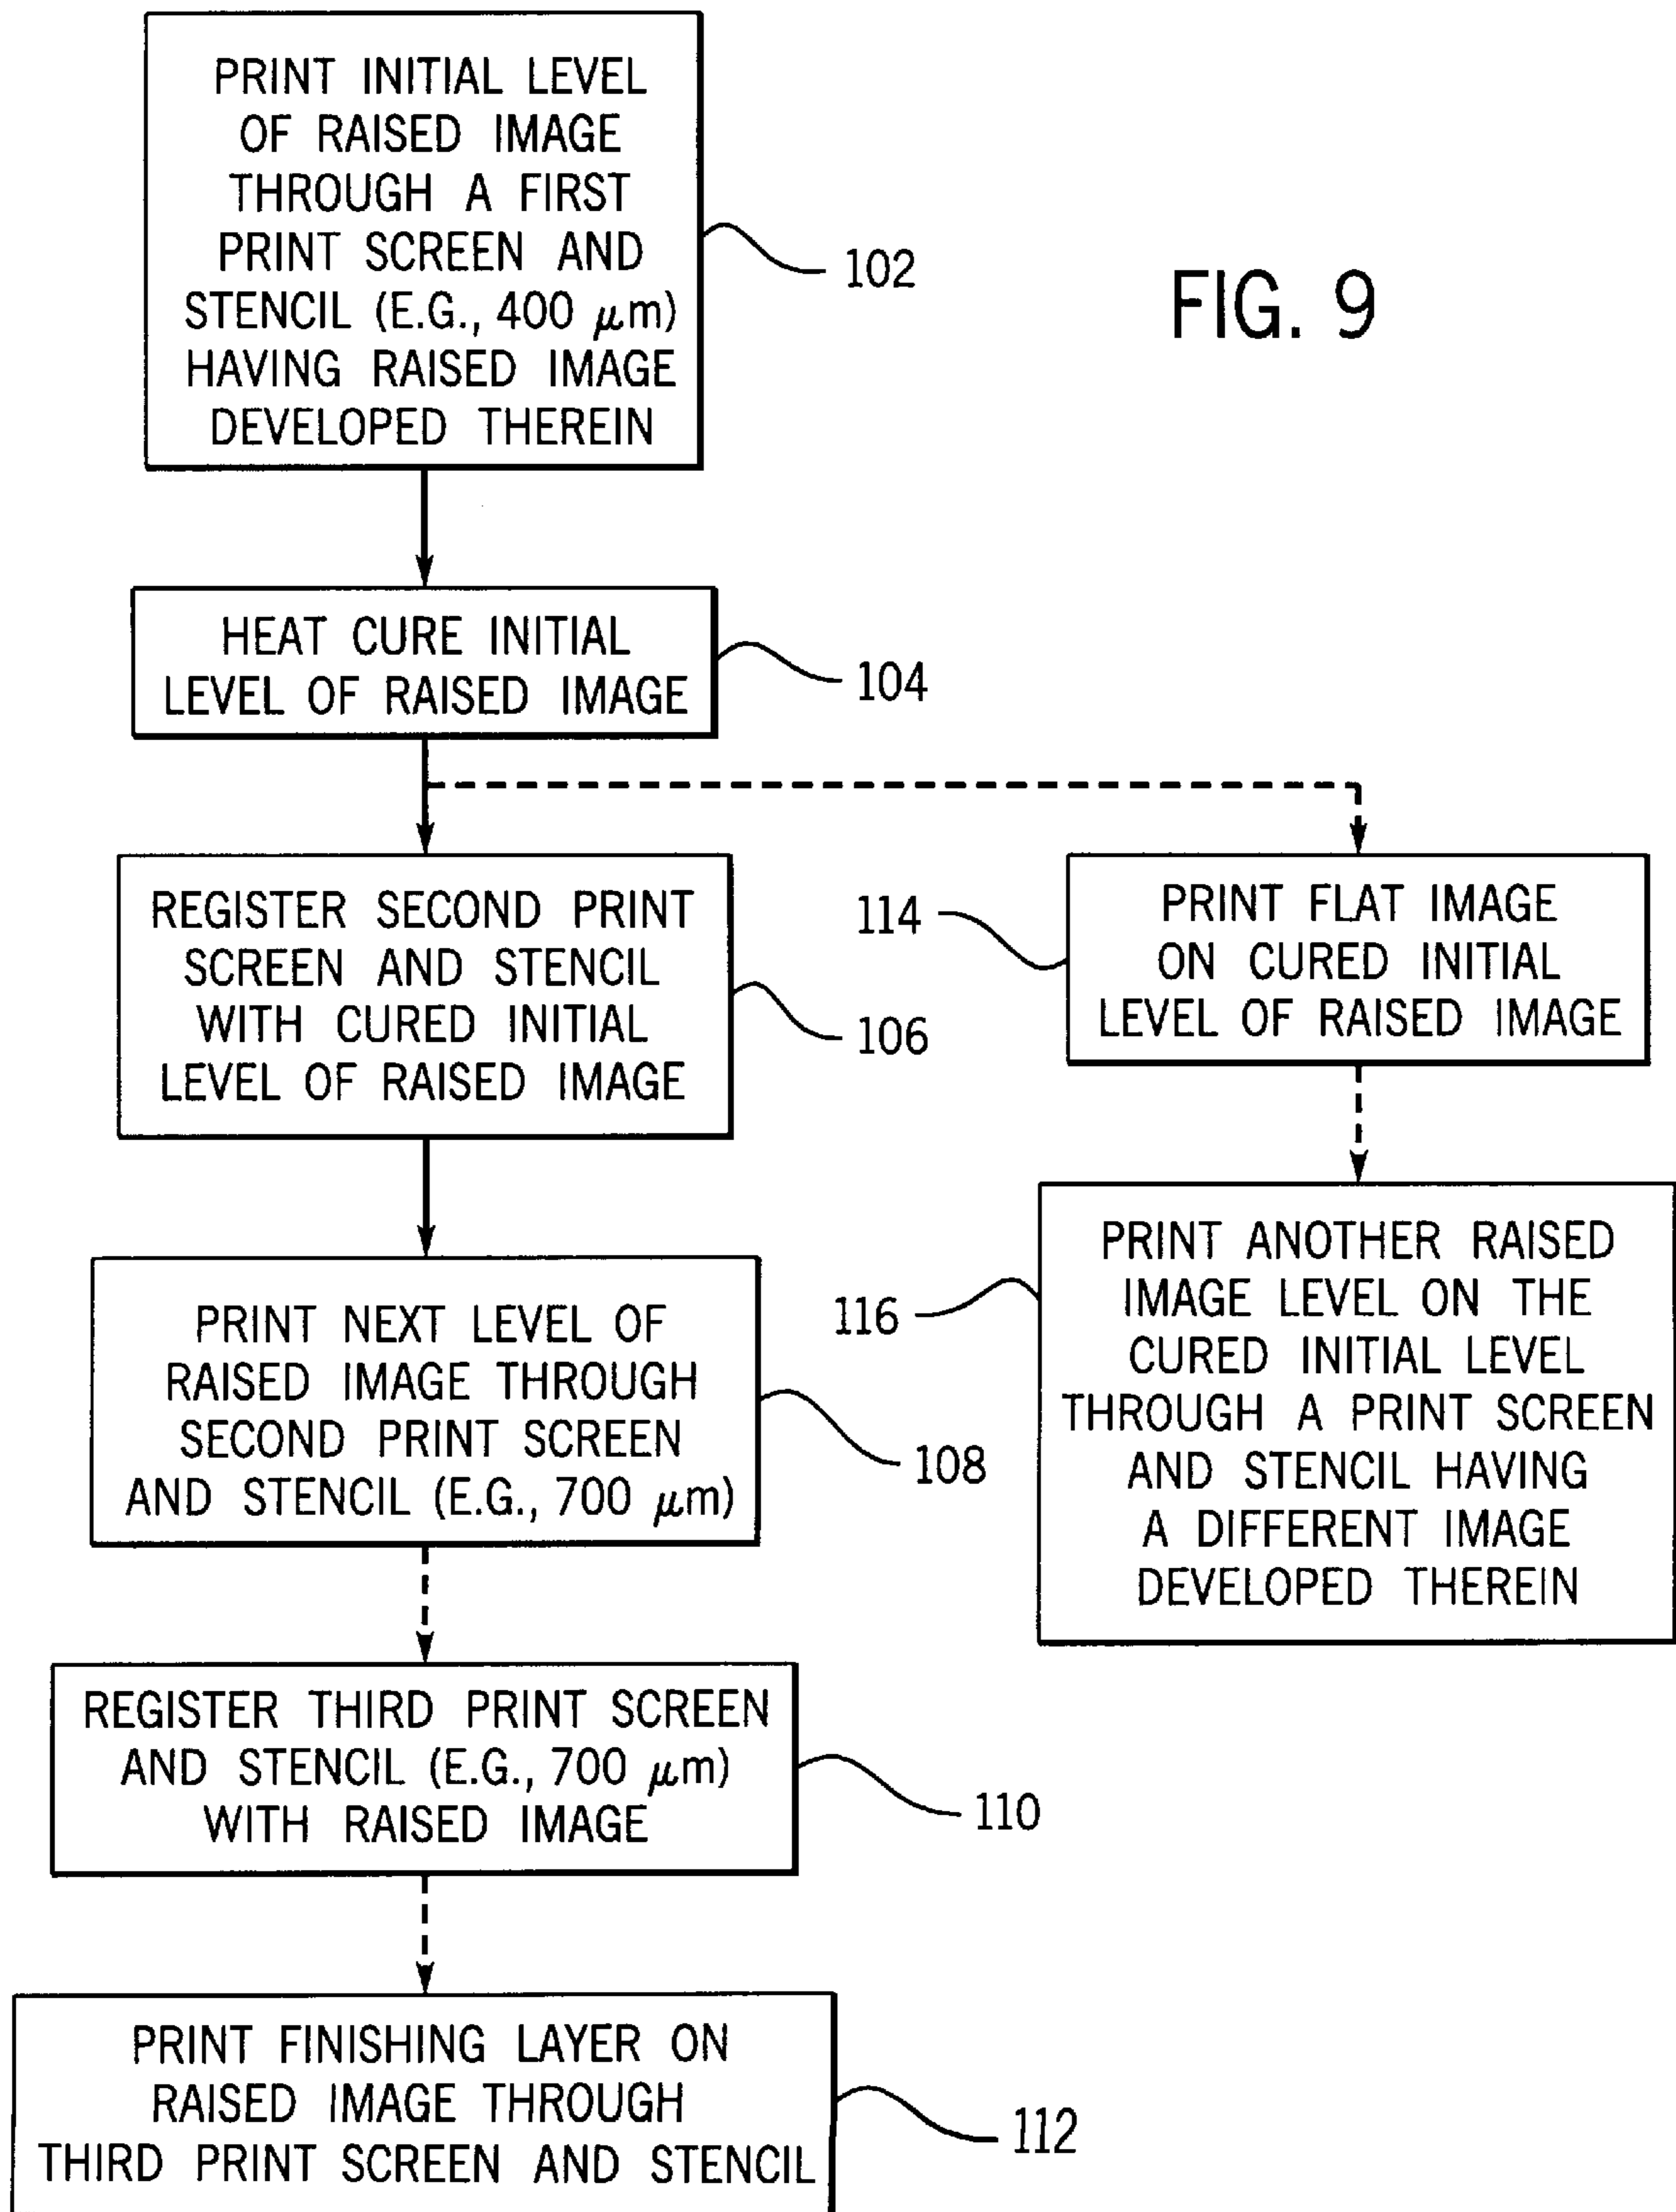 PRINT INITIAL LEVEL
OF RAISED IMAGE
THROUGH A FIRST
PRINT SCREEN AND
STENCIL (E.G., 400 μm)
HAVING RAISED IMAGE
DEVELOPED THEREIN
102
FIG. 9
HEAT CURE INITIAL
LEVEL OF RAISED IMAGE
104
REGISTER SECOND PRINT
SCREEN AND STENCIL
WITH CURED INITIAL
LEVEL OF RAISED IMAGE
106
114
PRINT FLAT IMAGE
ON CURED INITIAL
LEVEL OF RAISED IMAGE
PRINT NEXT LEVEL OF
RAISED IMAGE THROUGH
SECOND PRINT SCREEN
AND STENCIL (E.G., 700 μm)
108
116
PRINT ANOTHER RAISED
IMAGE LEVEL ON THE
CURED INITIAL LEVEL
THROUGH A PRINT SCREEN
AND STENCIL HAVING
A DIFFERENT IMAGE
DEVELOPED THEREIN
REGISTER THIRD PRINT SCREEN
AND STENCIL (E.G., 700 μm)
WITH RAISED IMAGE
110
PRINT FINISHING LAYER ON
RAISED IMAGE THROUGH
THIRD PRINT SCREEN AND STENCIL
112